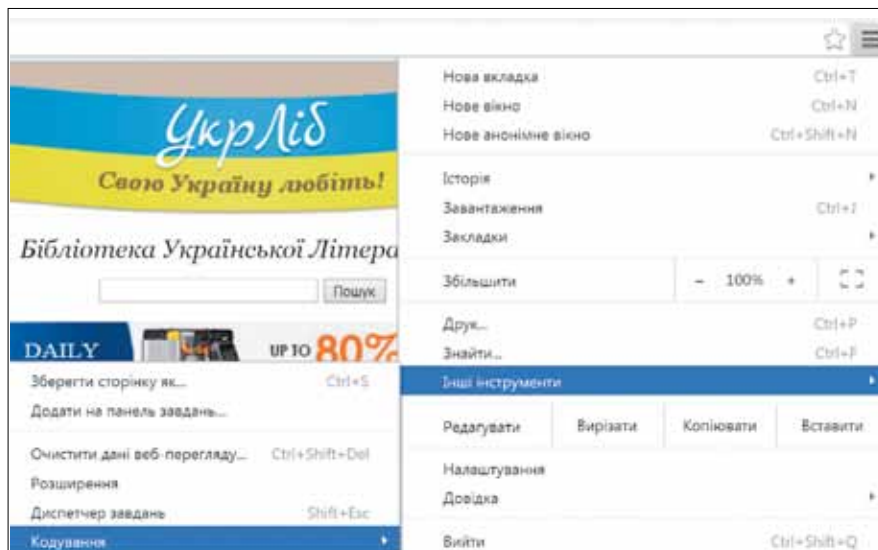 УкрЛіб
Свою Україну любіть!
Бібліотека Української Літера
Пошук
DAILY
UP TO 80%
Зберегти сторінку як... Ctrl+S
Додати на панель завдань...
Очистити дані веб-перегляду... Ctrl+Shift+Del
Розширення
Диспетчер завдань Shift+Esc
Кодування
Нова вкладка Ctrl+T
Нове вікно Ctrl+N
Нове анонімне вікно Ctrl+Shift+N
Історія
Завантаження Ctrl+J
Закладки
Збільшити – 100% +
Друк... Ctrl+P
Знайти... Ctrl+F
Інші інструменти
Редагувати Вирізати Копіювати Вставити
Налаштування
Довідка
Вийти Ctrl+Shift+Q